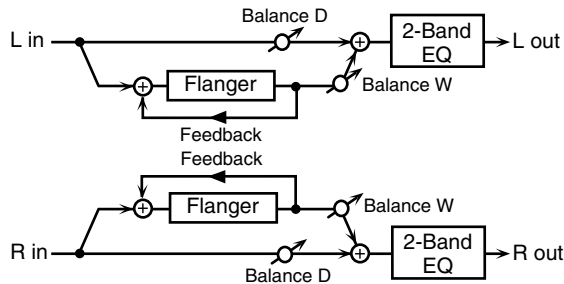 Balance D
L in
2-Band
EQ
L out
Flanger
Balance W
Feedback
Feedback
Flanger
Balance W
R in
2-Band
EQ
R out
Balance D